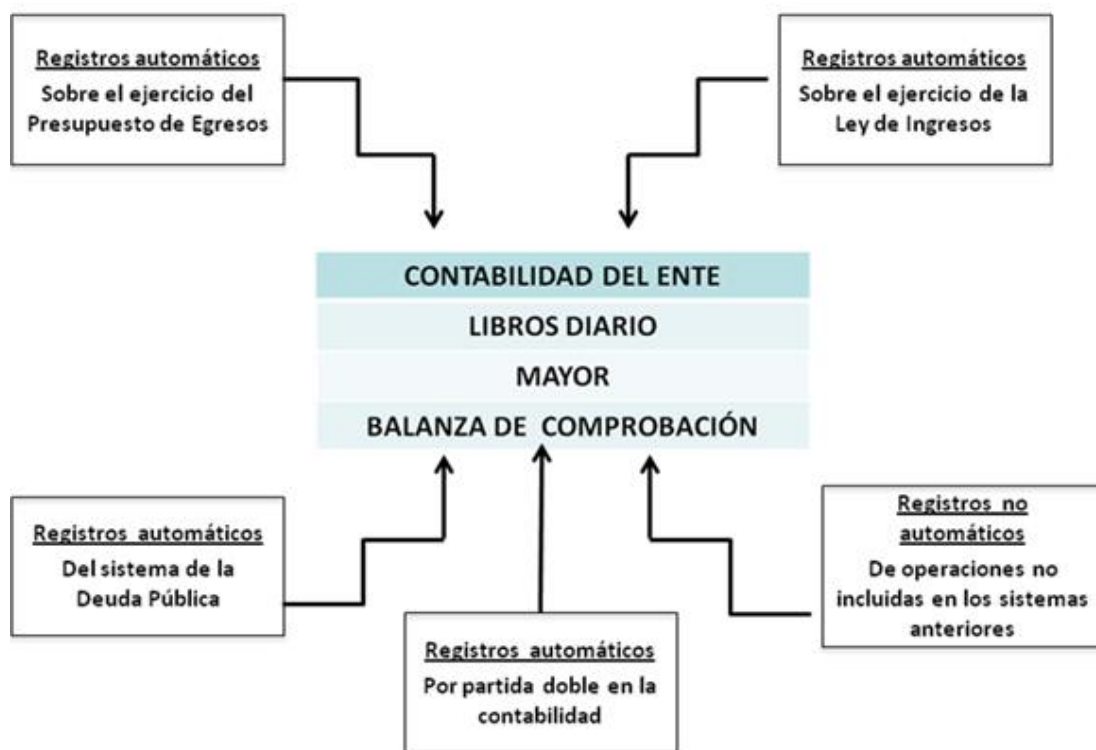 Registros automáticos
Sobre el ejercicio del
Presupuesto de Egresos
Registros automáticos
Sobre el ejercicio de la
Ley de Ingresos
CONTABILIDAD DEL ENTE
LIBROS DIARIO
MAYOR
BALANZA DE COMPROBACIÓN
Registros automáticos
Del sistema de la
Deuda Pública
Registros automáticos
Por partida doble en la
contabilidad
Registros no
automáticos
De operaciones no
incluidas en los sistemas
anteriores